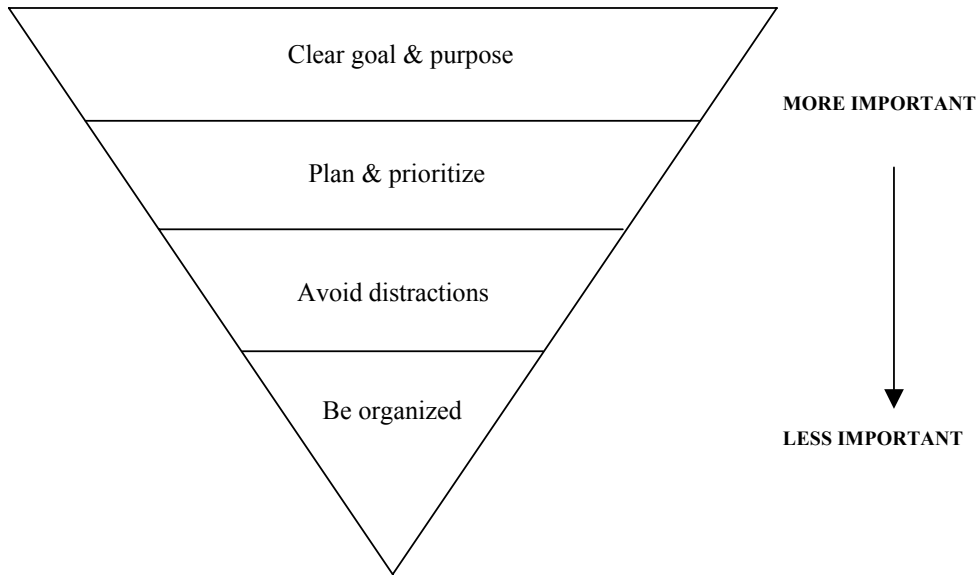 Clear goal & purpose
MORE IMPORTANT
Plan & prioritize
Avoid distractions
Be organized
LESS IMPORTANT